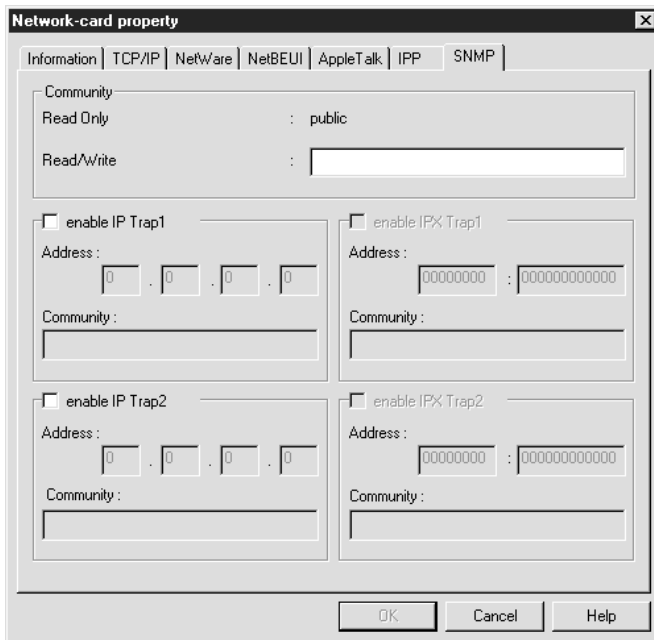 Network-card property
Information TCP/IP NetWare NetBEUI AppleTalk IPP SNMP
Community
Read Only : public
Read/Write :
enable IP Trap1
Address :
0 . 0 . 0 . 0
Community :
enable IPX Trap1
Address :
00000000 : 000000000000
Community :
enable IP Trap2
Address :
0 . 0 . 0 . 0
Community :
enable IPX Trap2
Address :
00000000 : 000000000000
Community :
OK Cancel Help